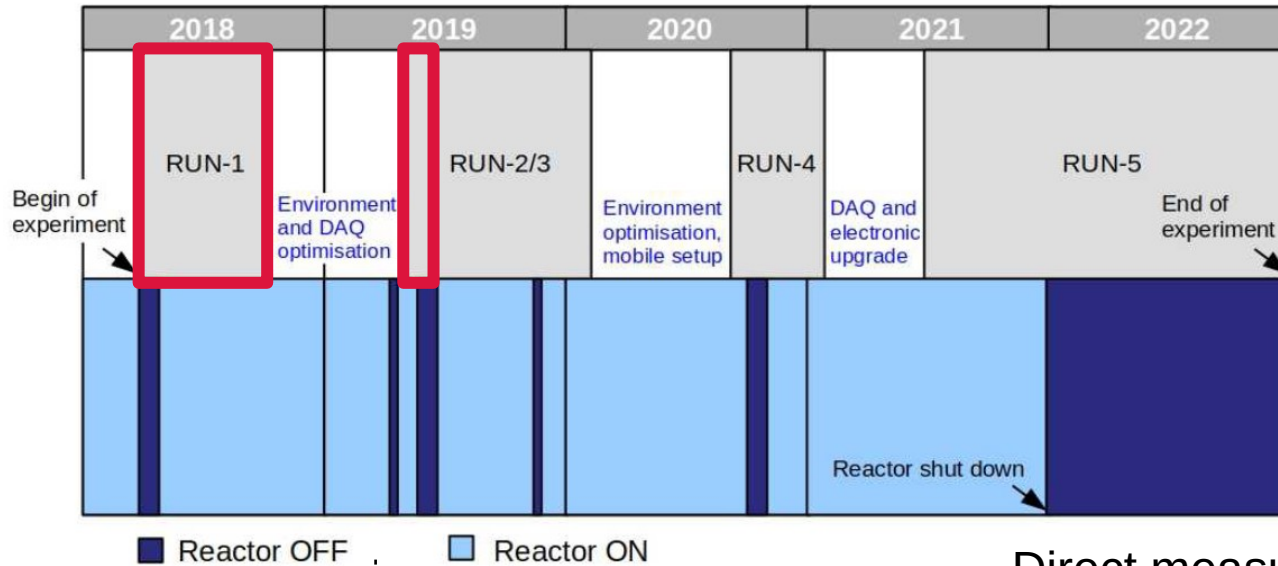 2018 2019 2020 2021 2022
RUN-1
RUN-2/3
RUN-4
RUN-5
Begin of
experiment
Environment
and DAQ
optimisation
Environment
optimisation,
mobile setup
DAQ and
electronic
upgrade
End of
experiment
Reactor shut down
Reactor OFF
Reactor ON
Direct